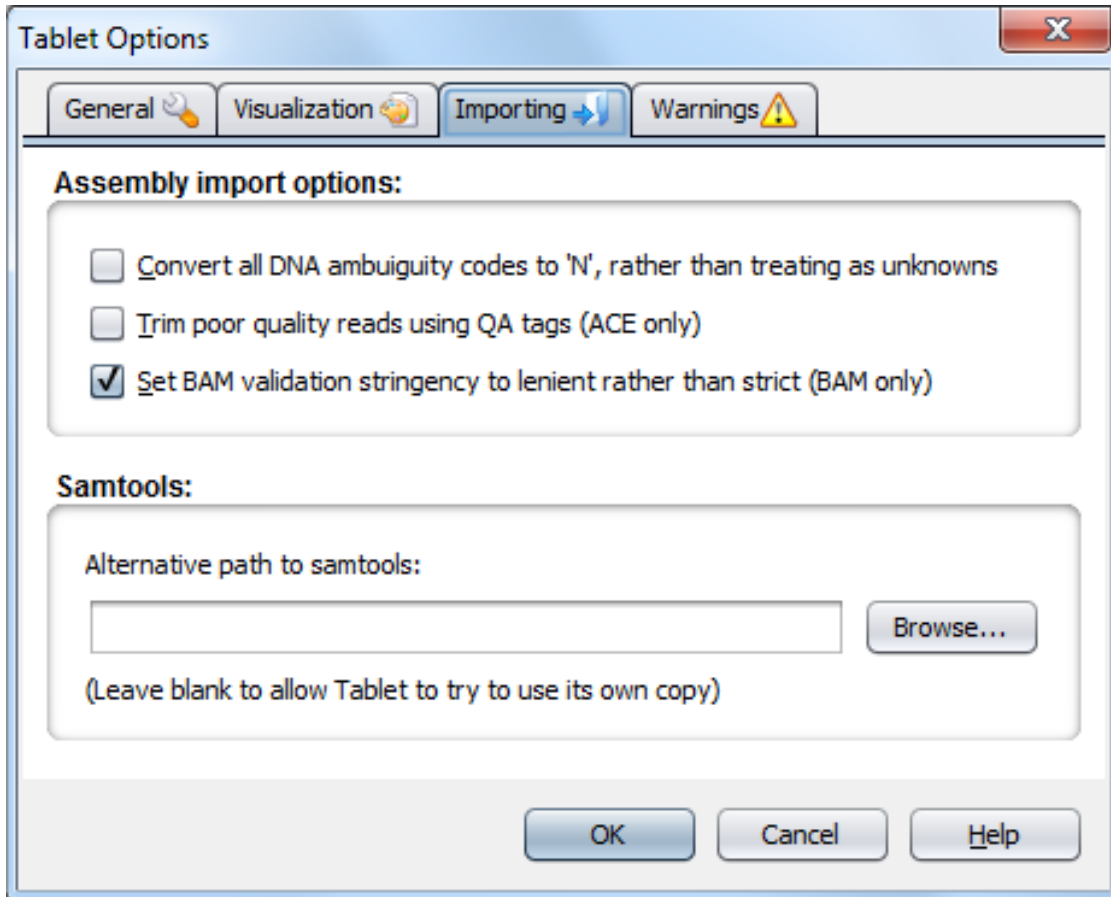 Tablet Options
General
Visualization
Importing
Warnings
Assembly import options:
Convert all DNA ambuiguity codes to 'N', rather than treating as unknowns
Trim poor quality reads using QA tags (ACE only)
Set BAM validation stringency to lenient rather than strict (BAM only)
Samtools:
Alternative path to samtools:
Browse...
(Leave blank to allow Tablet to try to use its own copy)
OK
Cancel
Help